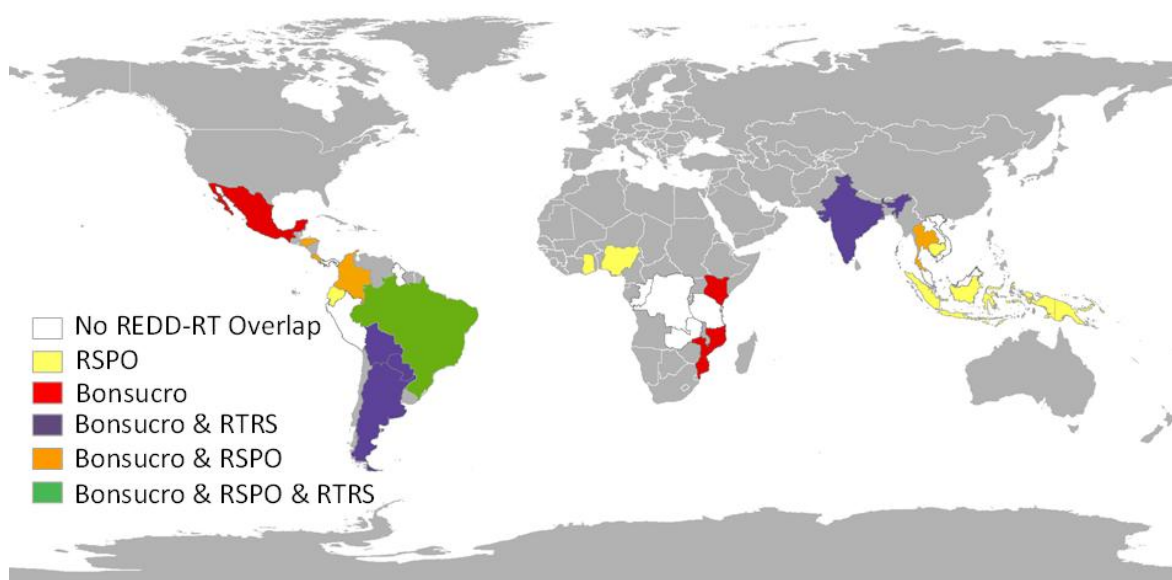 No REDD-RT Overlap
RSPO
Bonsucro
Bonsucro & RTRS
Bonsucro & RSPO
Bonsucro & RSPO & RTRS